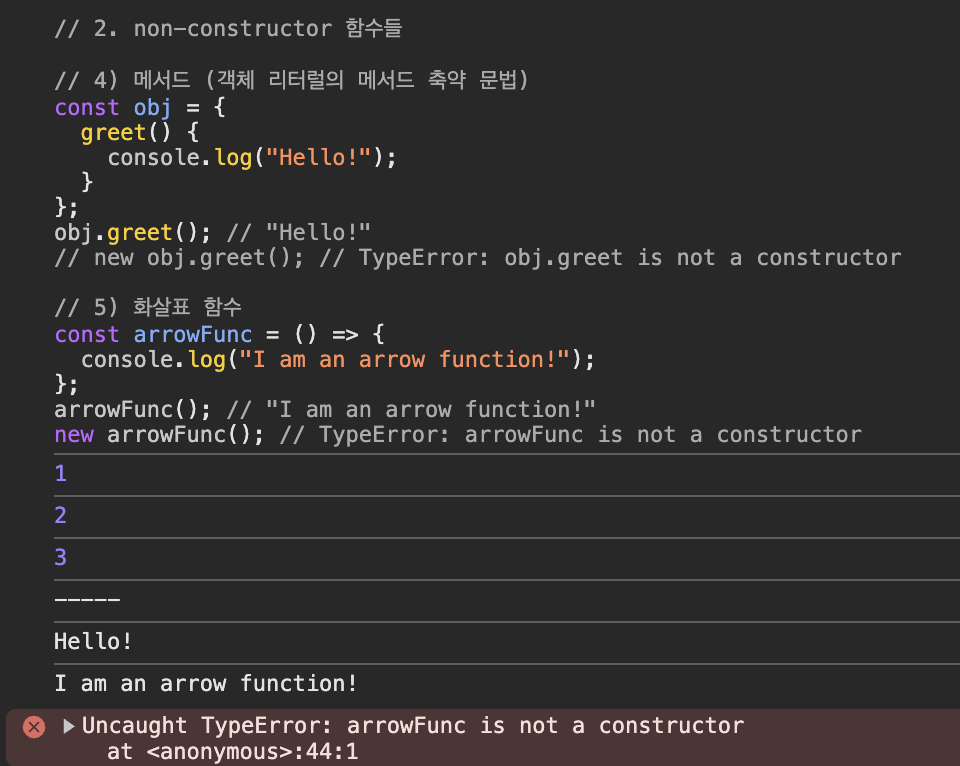 // 2. non-constructor 함수들
// 4) 메서드 (객체 리터럴의 메서드 축약 문법)
const obj = {
  greet() {
    console.log("Hello!");
  }
};
obj.greet(); // "Hello!"
// new obj.greet(); // TypeError: obj.greet is not a constructor
// 5) 화살표 함수
const arrowFunc = () => {
  console.log("I am an arrow function!");
};
arrowFunc(); // "I am an arrow function!"
new arrowFunc(); // TypeError: arrowFunc is not a constructor
1
2
3
-----
Hello!
I am an arrow function!
Uncaught TypeError: arrowFunc is not a constructor
    at <anonymous>:44:1